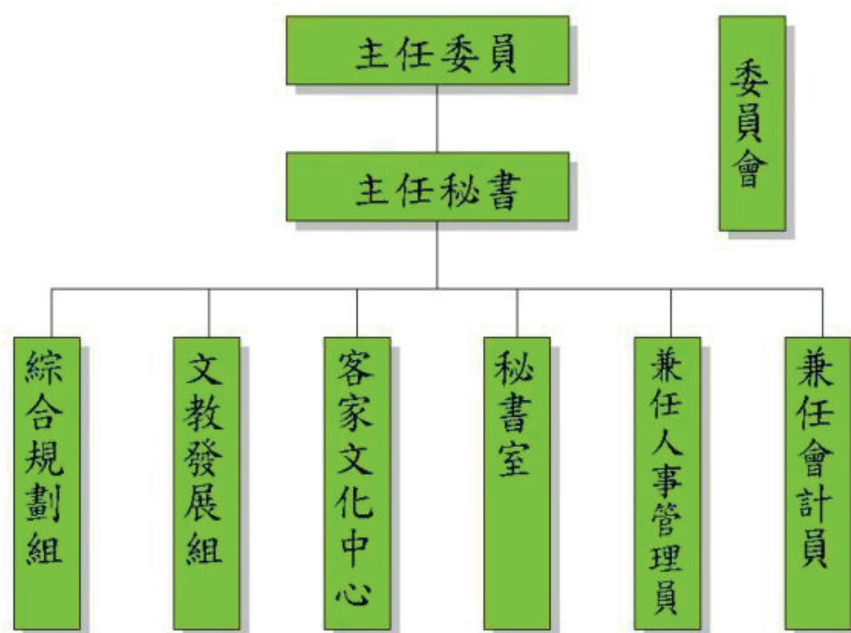 主任委員
委員會
主任秘書
綜合規劃組
文教發展組
客家文化中心
秘書室
兼任人事管理員
兼任會計員